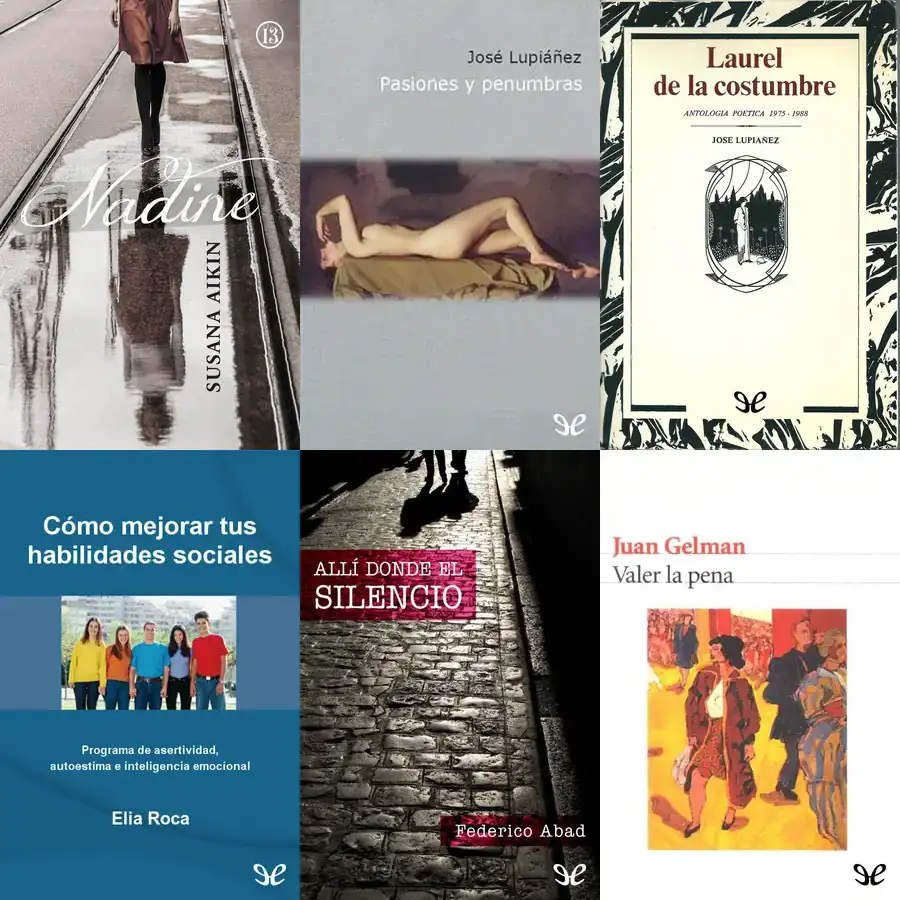 13
Nadine
SUSANA AIKIN
José Lupiáñez
Pasiones y penumbras
Laurel
de la costumbre
ANTOLOGIA POETICA 1975 - 1988
JOSE LUPIAÑEZ
Cómo mejorar tus
habilidades sociales
Programa de asertividad,
autoestima e inteligencia emocional
Elia Roca
ALLÍ DONDE EL
SILENCIO
Federico Abad
Juan Gelman
Valer la pena